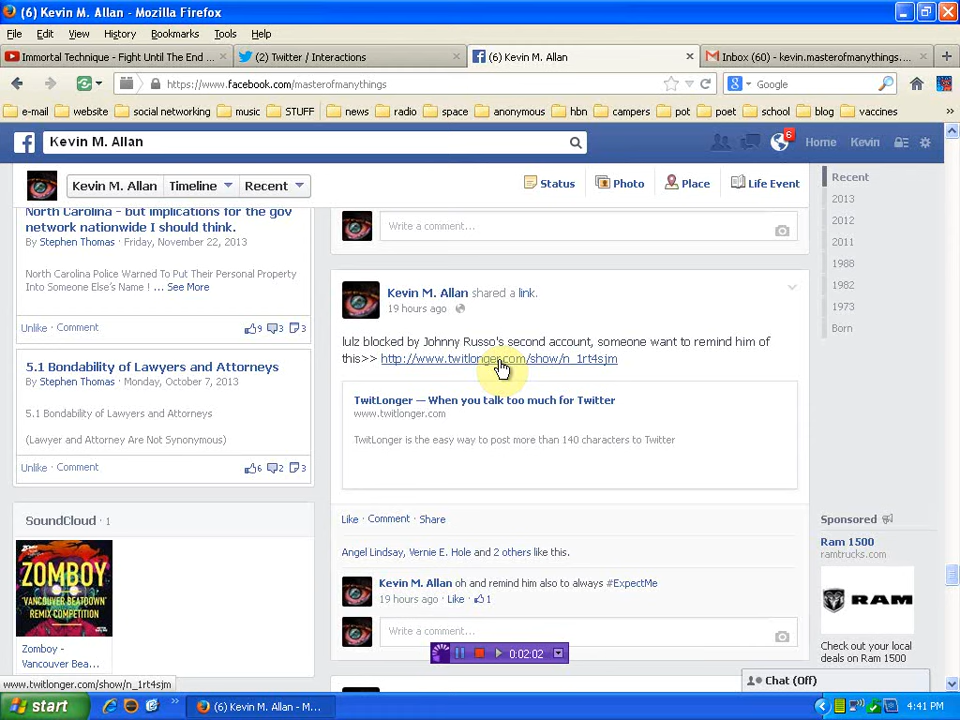 (6) Kevin M. Allan - Mozilla Firefox
File Edit View History Bookmarks Tools Help
Immortal Technique - Fight Until The End ...
(2) Twitter / Interactions
(6) Kevin M. Allan
Inbox (60) - kevin.masterofmanythings....
https://www.facebook.com/masterofmanythings
Google
e-mail website social networking music STUFF news radio space anonymous hbn campers pot poet school blog vaccines
Kevin M. Allan
6
Home Kevin
Kevin M. Allan Timeline Recent
Status Photo Place Life Event
North Carolina - but implications for the gov
network nationwide I should think.
By Stephen Thomas · Friday, November 22, 2013
North Carolina Police Warned To Put Their Personal Property
Into Someone Else's Name ! ... See More
Unlike · Comment 9 3 3
5.1 Bondability of Lawyers and Attorneys
By Stephen Thomas · Monday, October 7, 2013
5.1 Bondability of Lawyers and Attorneys
(Lawyer and Attorney Are Not Synonymous)
Unlike · Comment 6 2 3
SoundCloud · 1
ZOMBOY
"VANCOUVER BEATDOWN"
REMIX COMPETITION
Zomboy -
Vancouver Bea...
Write a comment...
Kevin M. Allan shared a link.
19 hours ago
lulz blocked by Johnny Russo's second account, someone want to remind him of
this>> http://www.twitlonger.com/show/n_1rt4sjm
TwitLonger — When you talk too much for Twitter
www.twitlonger.com
TwitLonger is the easy way to post more than 140 characters to Twitter
Like · Comment · Share
Angel Lindsay, Vernie E. Hole and 2 others like this.
Kevin M. Allan oh and remind him also to always #ExpectMe
19 hours ago · Like · 1
Write a comment...
0:02:02
Recent
2013
2012
2011
1988
1982
1973
Born
Sponsored
Ram 1500
ramtrucks.com
RAM
Check out your local
deals on Ram 1500
Chat (Off)
www.twitlonger.com/show/n_1rt4sjm
start
(6) Kevin M. Allan - M...
4:41 PM